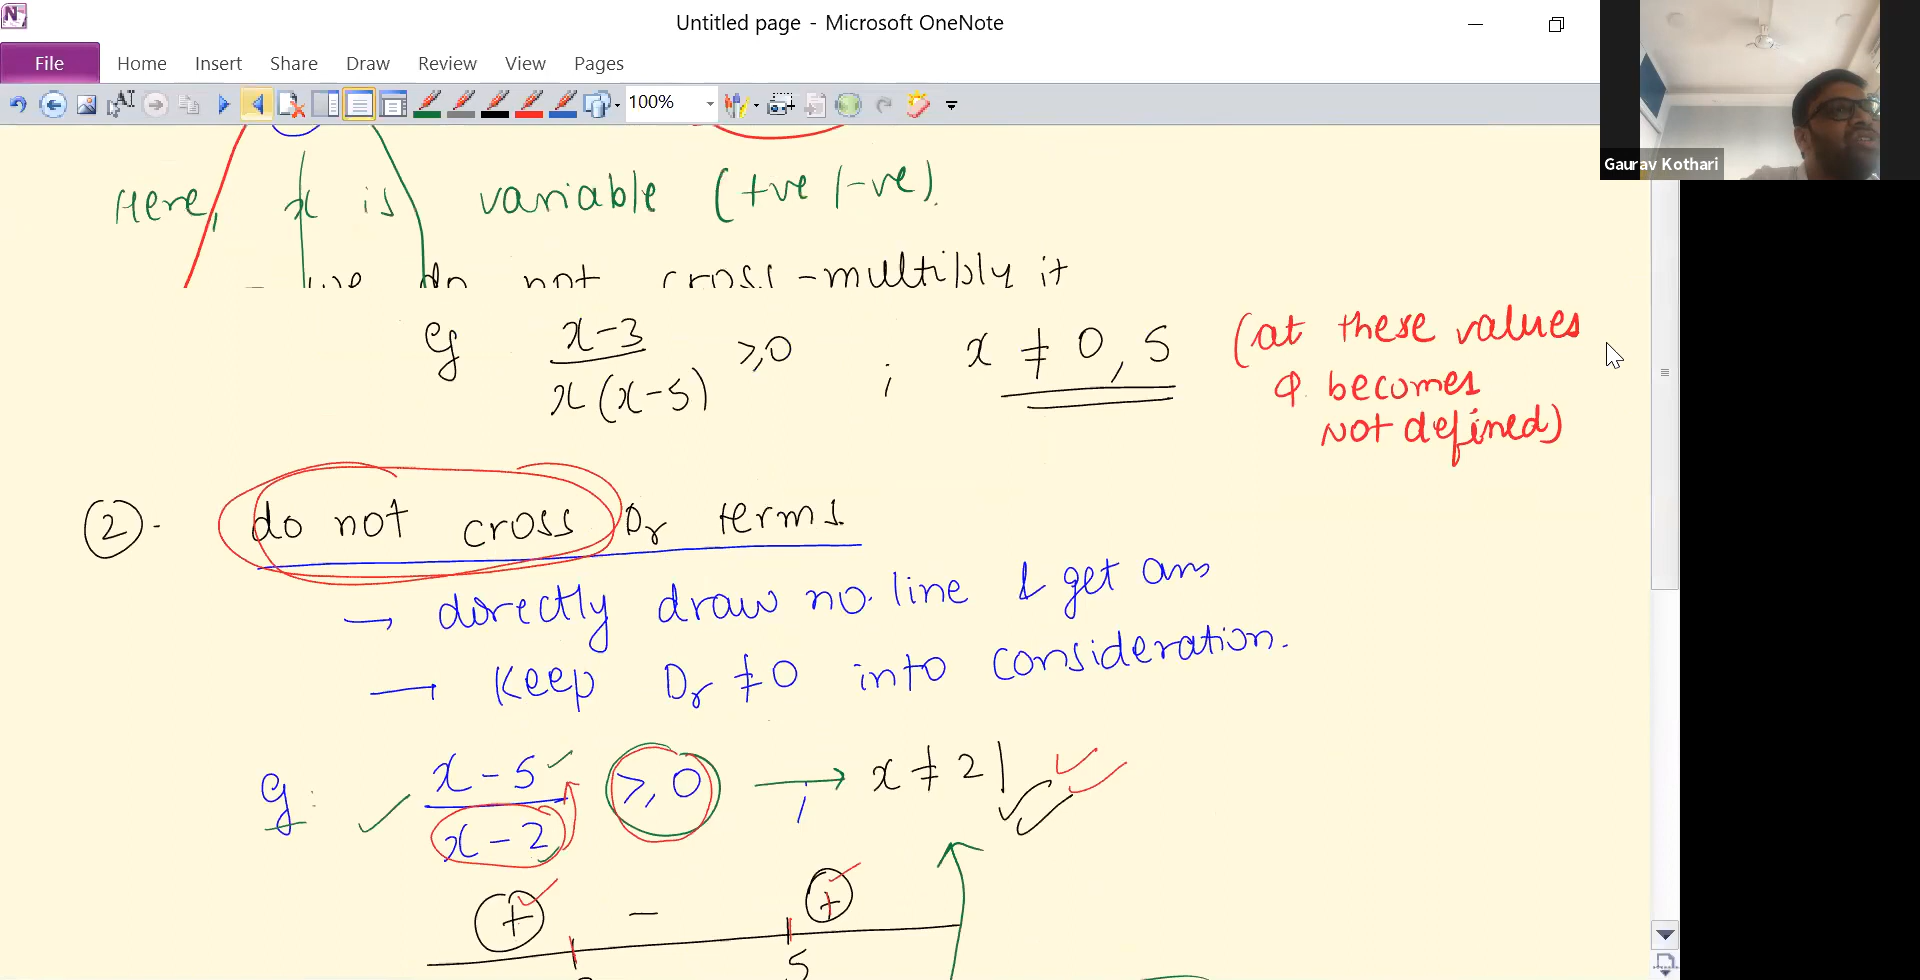 Untitled page - Microsoft OneNote
File Home Insert Share Draw Review View Pages
100%
Gaurav Kothari
Here, x is variable (+ve/-ve).
- we do not cross-multiply it
eg x-3 / x(x-5) ≥0 ; x ≠ 0, 5 (at these values
φ becomes
not defined)
② . do not cross Dr terms
→ directly draw no. line & get ans
→ Keep Dr ≠0 into consideration.
eg: x-5 / x-2 ≥0 → x ≠ 2
+ - +
5